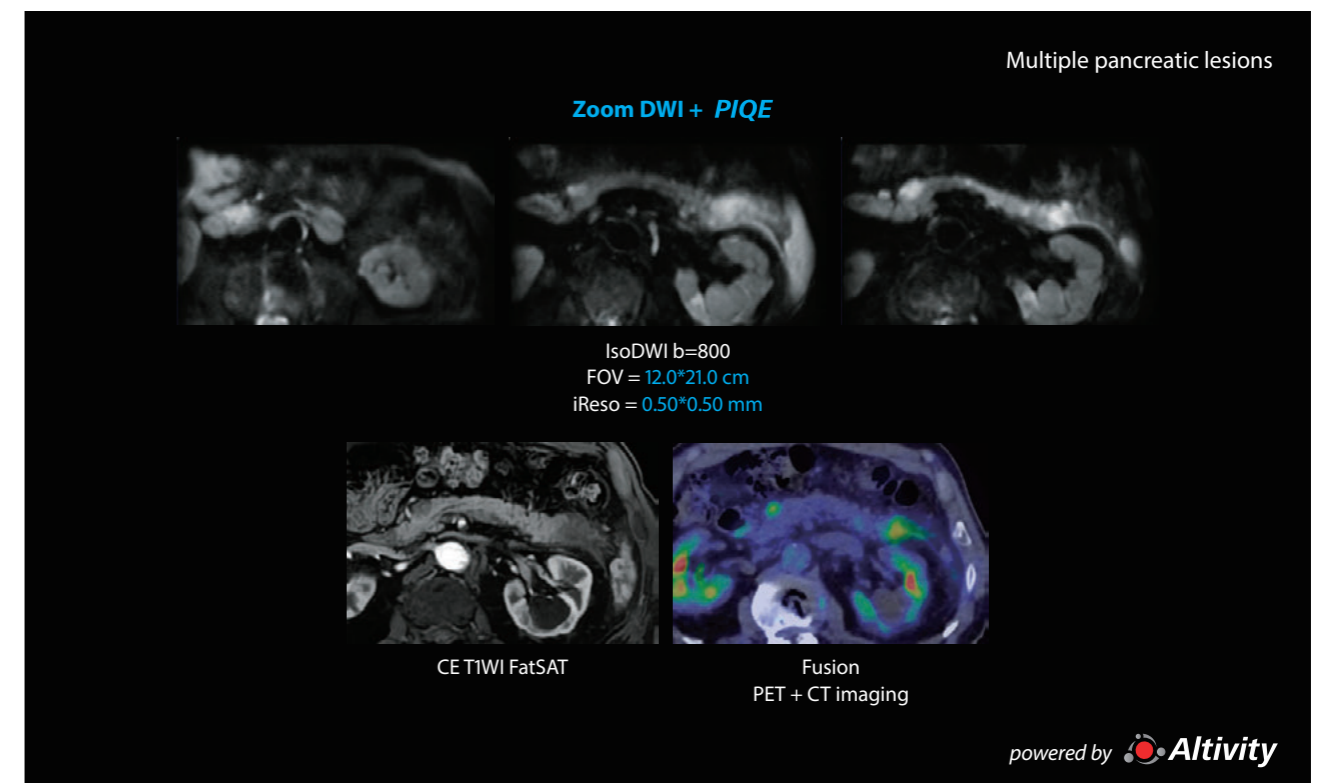 Multiple pancreatic lesions
Zoom DWI + PIQE
IsoDWI b=800
FOV = 12.0*21.0 cm
iReso = 0.50*0.50 mm
CE T1WI FatSAT
Fusion
PET + CT imaging
powered by Altivity